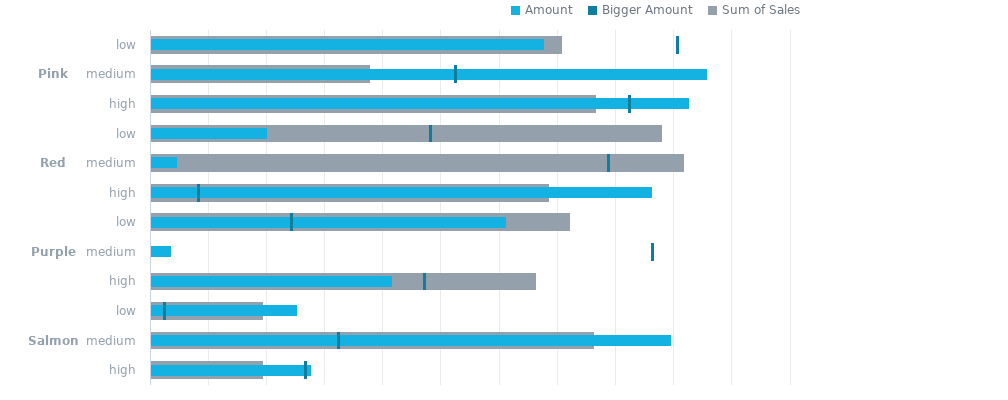 Amount Bigger Amount Sum of Sales
low
Pink medium
high
low
Red medium
high
low
Purple medium
high
low
Salmon medium
high